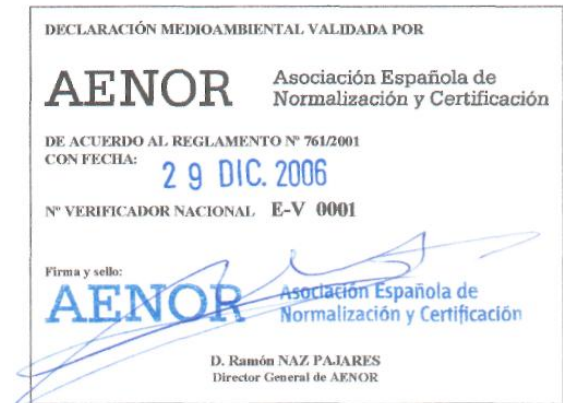 DECLARACIÓN MEDIOAMBIENTAL VALIDADA POR
AENOR Asociación Española de
Normalización y Certificación
DE ACUERDO AL REGLAMENTO Nº 761/2001
CON FECHA:
29 DIC. 2006
Nº VERIFICADOR NACIONAL E-V 0001
Firma y sello:
AENOR Asociación Española de
Normalización y Certificación
D. Ramón NAZ PAJARES
Director General de AENOR